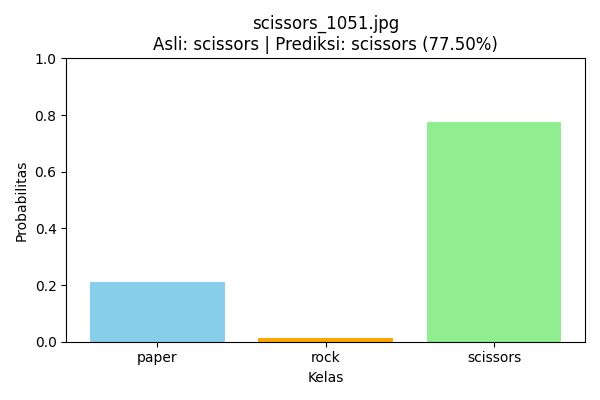 scissors_1051.jpg
Asli: scissors | Prediksi: scissors (77.50%)
1.0
0.8
0.6
0.4
0.2
0.0
Probabilitas
paper
rock
scissors
Kelas